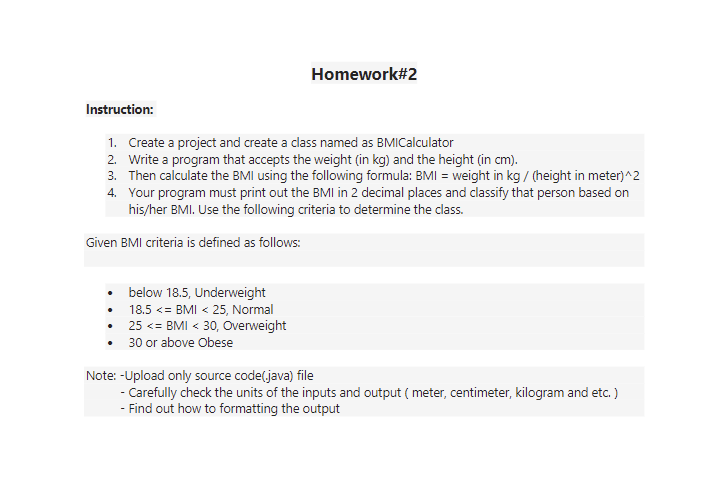 Homework#2
Instruction:
1. Create a project and create a class named as BMICalculator
2. Write a program that accepts the weight (in kg) and the height (in cm).
3. Then calculate the BMI using the following formula: BMI = weight in kg / (height in meter)^2
4. Your program must print out the BMI in 2 decimal places and classify that person based on
his/her BMI. Use the following criteria to determine the class.
Given BMI criteria is defined as follows:
• below 18.5, Underweight
• 18.5 <= BMI < 25, Normal
• 25 <= BMI < 30, Overweight
• 30 or above Obese
Note: -Upload only source code(.java) file
- Carefully check the units of the inputs and output ( meter, centimeter, kilogram and etc. )
- Find out how to formatting the output